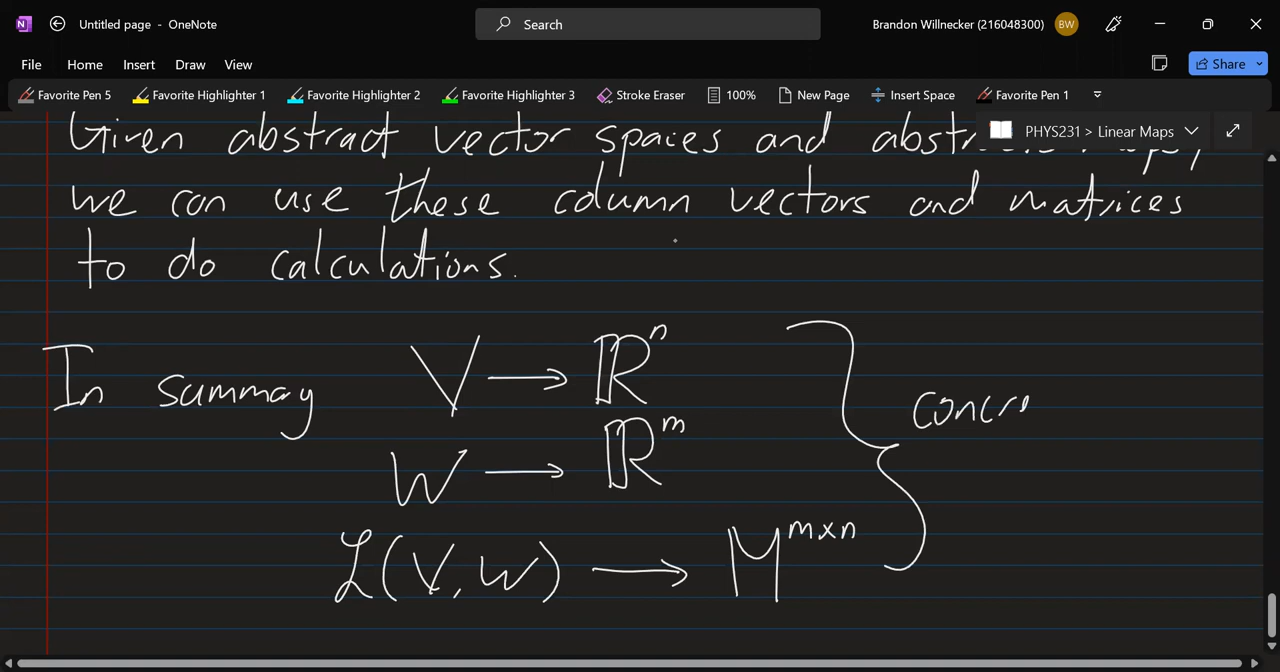 Untitled page - OneNote
Search
Brandon Willnecker (216048300) BW
Share
File Home Insert Draw View
Favorite Pen 5 Favorite Highlighter 1 Favorite Highlighter 2 Favorite Highlighter 3 Stroke Eraser 100% New Page Insert Space Favorite Pen 1
PHYS231 > Linear Maps
Given abstract vector spaces and
we can use these column vectors and matrices
to do calculations.
In summay V → ℝⁿ
W → ℝᵐ
concre
ℒ(V, W) → M^{m×n}